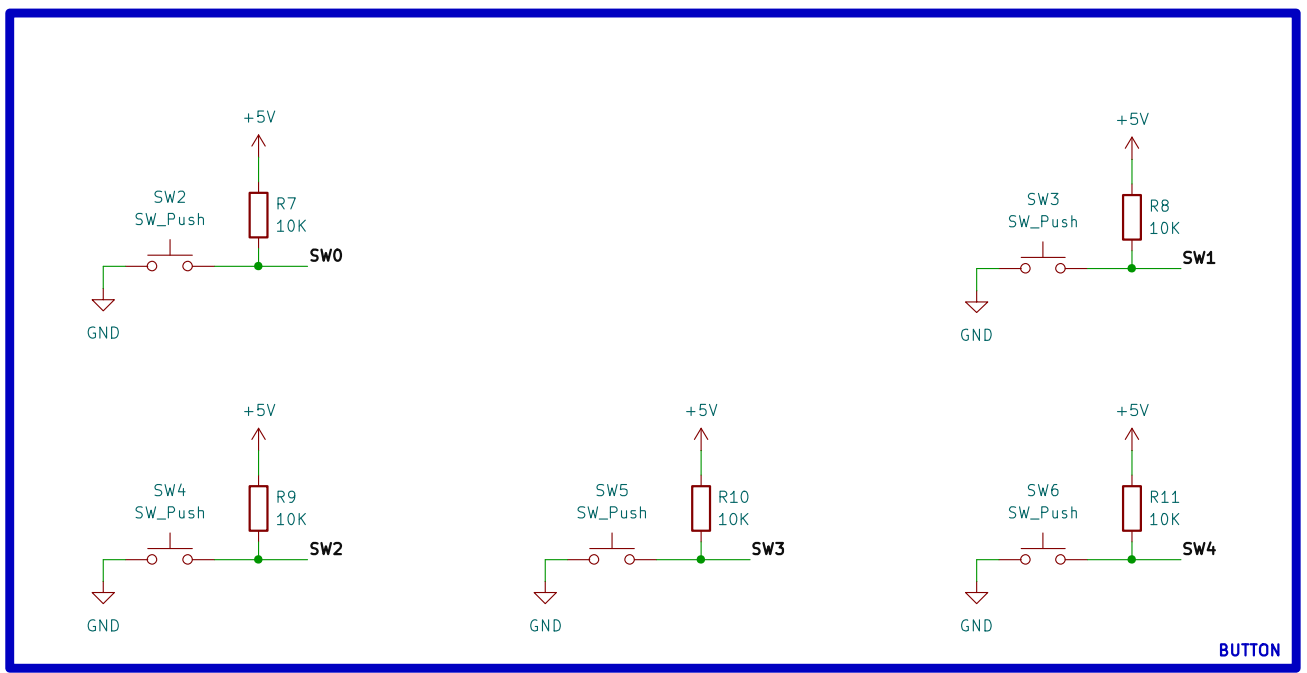 +5V
SW2
SW_Push
R7
10K
SW0
GND
+5V
SW3
SW_Push
R8
10K
SW1
GND
+5V
SW4
SW_Push
R9
10K
SW2
GND
+5V
SW5
SW_Push
R10
10K
SW3
GND
+5V
SW6
SW_Push
R11
10K
SW4
GND
BUTTON